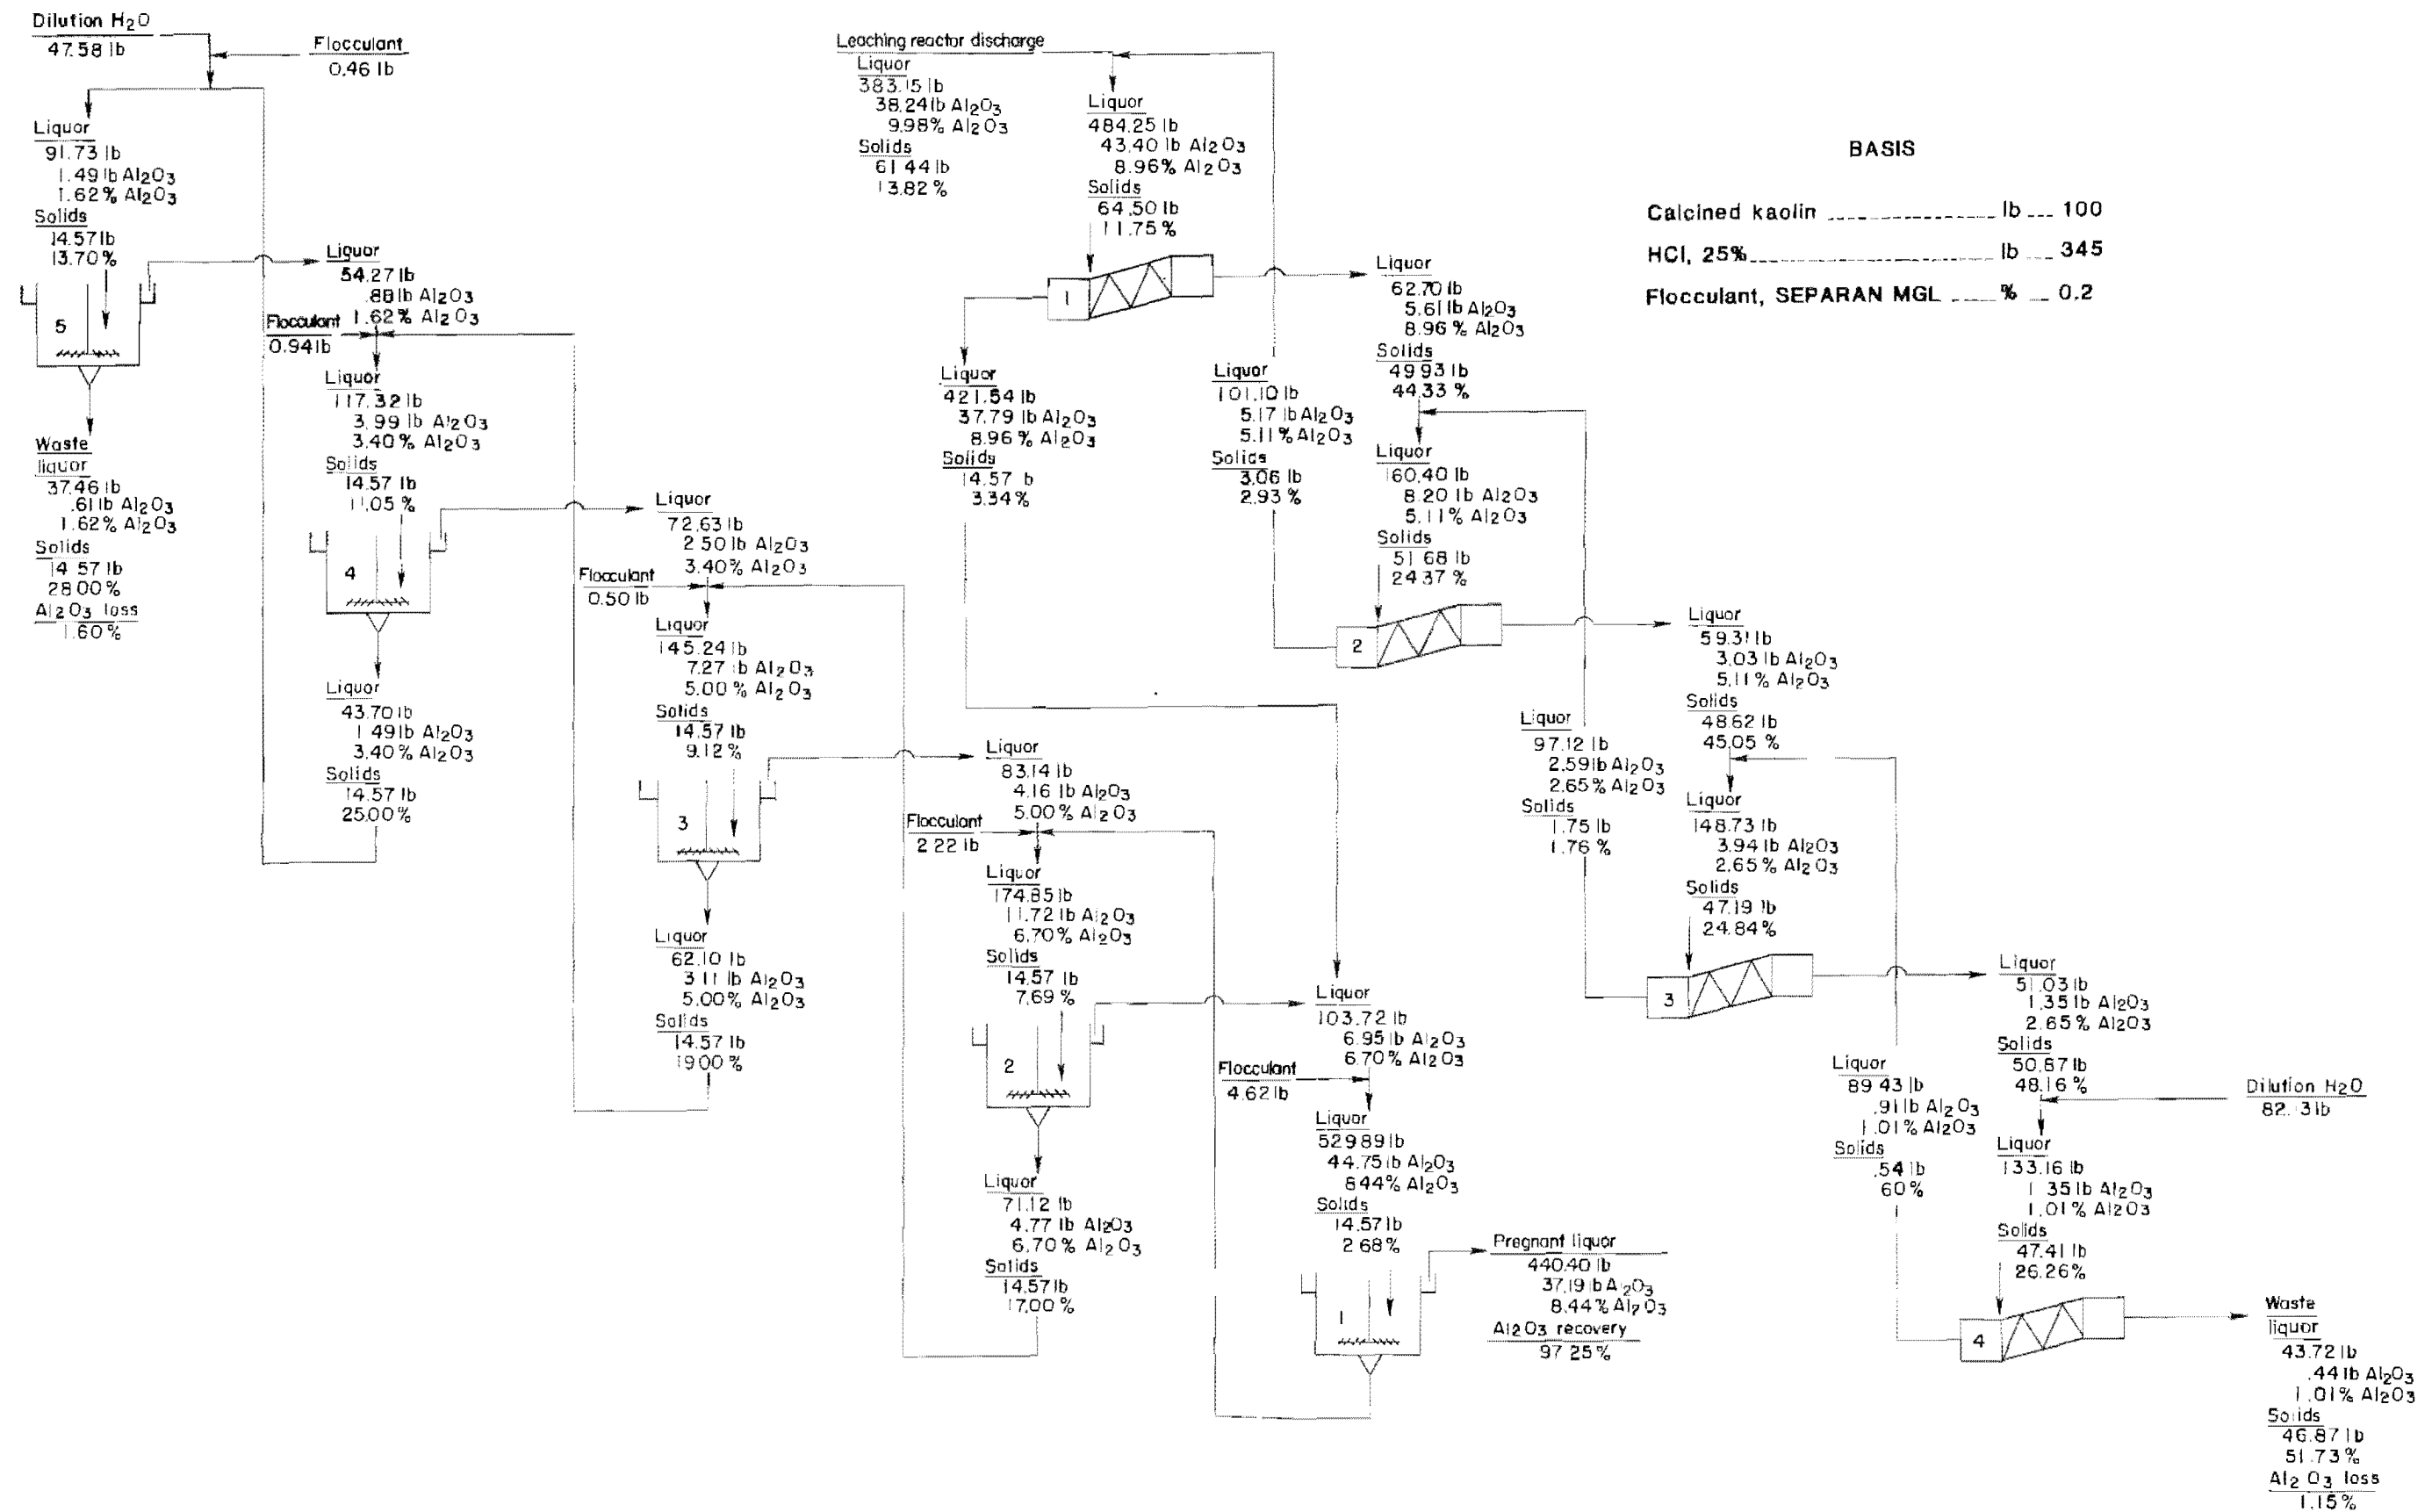 Dilution H₂O
47.58 lb
Flocculant
0.46 lb
Liquor
91.73 lb
1.49 lb Al₂O₃
1.62% Al₂O₃
Solids
14.57 lb
13.70%
5
Waste
liquor
37.46 lb
.61 lb Al₂O₃
1.62% Al₂O₃
Solids
14 57 lb
28 00%
Al₂O₃ loss
1.60%
Liquor
54.27 lb
.88 lb Al₂O₃
1.62% Al₂O₃
Flocculant
0.94 lb
Liquor
117.32 lb
3.99 lb Al₂O₃
3.40% Al₂O₃
Solids
14.57 lb
11.05 %
4
Liquor
43.70 lb
1 49 lb Al₂O₃
3.40% Al₂O₃
Solids
14.57 lb
25.00%
Liquor
72.63 lb
2 50 lb Al₂O₃
3.40% Al₂O₃
Flocculant
0.50 lb
Liquor
145.24 lb
7.27 lb Al₂O₃
5.00 % Al₂O₃
Solids
14.57 lb
9.12 %
3
Liquor
62.10 lb
3 11 lb Al₂O₃
5.00% Al₂O₃
Solids
14.57 lb
19 00 %
Liquor
83.14 lb
4.16 lb Al₂O₃
5.00% Al₂O₃
Flocculant
2 22 lb
Liquor
174.85 lb
11.72 lb Al₂O₃
6.70% Al₂O₃
Solids
14.57 lb
7.69 %
2
Liquor
71.12 lb
4.77 lb Al₂O₃
6.70% Al₂O₃
Solids
14.57 lb
17.00 %
Leaching reactor discharge
Liquor
383.15 lb
38.24 lb Al₂O₃
9.98% Al₂O₃
Solids
61 44 lb
13.82 %
Liquor
484.25 lb
43.40 lb Al₂O₃
8.96% Al₂O₃
Solids
64.50 lb
11.75 %
1
Liquor
421.54 lb
37.79 lb Al₂O₃
8.96 % Al₂O₃
Solids
14.57 b
3.34 %
Liquor
101.10 lb
5.17 lb Al₂O₃
5.11% Al₂O₃
Solids
3.06 lb
2.93 %
Liquor
62.70 lb
5.61 lb Al₂O₃
8.96 % Al₂O₃
Solids
49 93 lb
44.33 %
Liquor
160.40 lb
8.20 lb Al₂O₃
5.11% Al₂O₃
Solids
51 68 lb
24 37 %
2
Liquor
59.31 lb
3.03 lb Al₂O₃
5.11% Al₂O₃
Solids
48.62 lb
45.05 %
Liquor
97.12 lb
2.59 lb Al₂O₃
2.65% Al₂O₃
Solids
1.75 lb
1.76 %
Liquor
148.73 lb
3.94 lb Al₂O₃
2.65% Al₂O₃
Solids
47.19 lb
24.84 %
3
Liquor
51.03 lb
1.35 lb Al₂O₃
2.65% Al₂O₃
Solids
50.87 lb
48.16 %
Dilution H₂O
82. 3 lb
Liquor
89 43 lb
.91 lb Al₂O₃
1.01% Al₂O₃
Solids
.54 lb
60 %
Liquor
133.16 lb
1 35 lb Al₂O₃
1.01% Al₂O₃
Solids
47.41 lb
26.26%
4
Waste
liquor
43.72 lb
.44 lb Al₂O₃
1.01% Al₂O₃
Solids
46.87 lb
51.73 %
Al₂O₃ loss
1.15%
Liquor
103.72 lb
6.95 lb Al₂O₃
6.70% Al₂O₃
Flocculant
4.62 lb
Liquor
529 89 lb
44.75 lb Al₂O₃
8 44% Al₂O₃
Solids
14.57 lb
2 68%
1
Pregnant liquor
440.40 lb
37.19 lb Al₂O₃
8.44% Al₂O₃
Al₂O₃ recovery
97 25%
BASIS
Calcined kaolin lb 100
HCl, 25% lb 345
Flocculant, SEPARAN MGL % 0.2